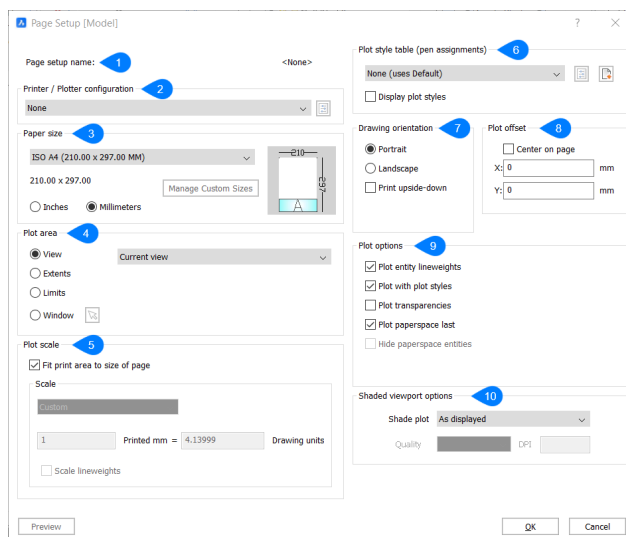 Page Setup [Model]
Page setup name:
1
<None>
Printer / Plotter configuration
2
None
Paper size
3
ISO A4 (210.00 x 297.00 MM)
210.00 x 297.00
Manage Custom Sizes
Inches
Millimeters
210
297
A
Plot area
4
View
Current view
Extents
Limits
Window
Plot scale
5
Fit print area to size of page
Scale
Custom
1
Printed mm =
4.13999
Drawing units
Scale lineweights
Preview
Plot style table (pen assignments)
6
None (uses Default)
Display plot styles
Drawing orientation
7
Portrait
Landscape
Print upside-down
Plot offset
8
Center on page
X: 0 mm
Y: 0 mm
Plot options
9
Plot entity lineweights
Plot with plot styles
Plot transparencies
Plot paperspace last
Hide paperspace entities
Shaded viewport options
10
Shade plot
As displayed
Quality
DPI
OK
Cancel